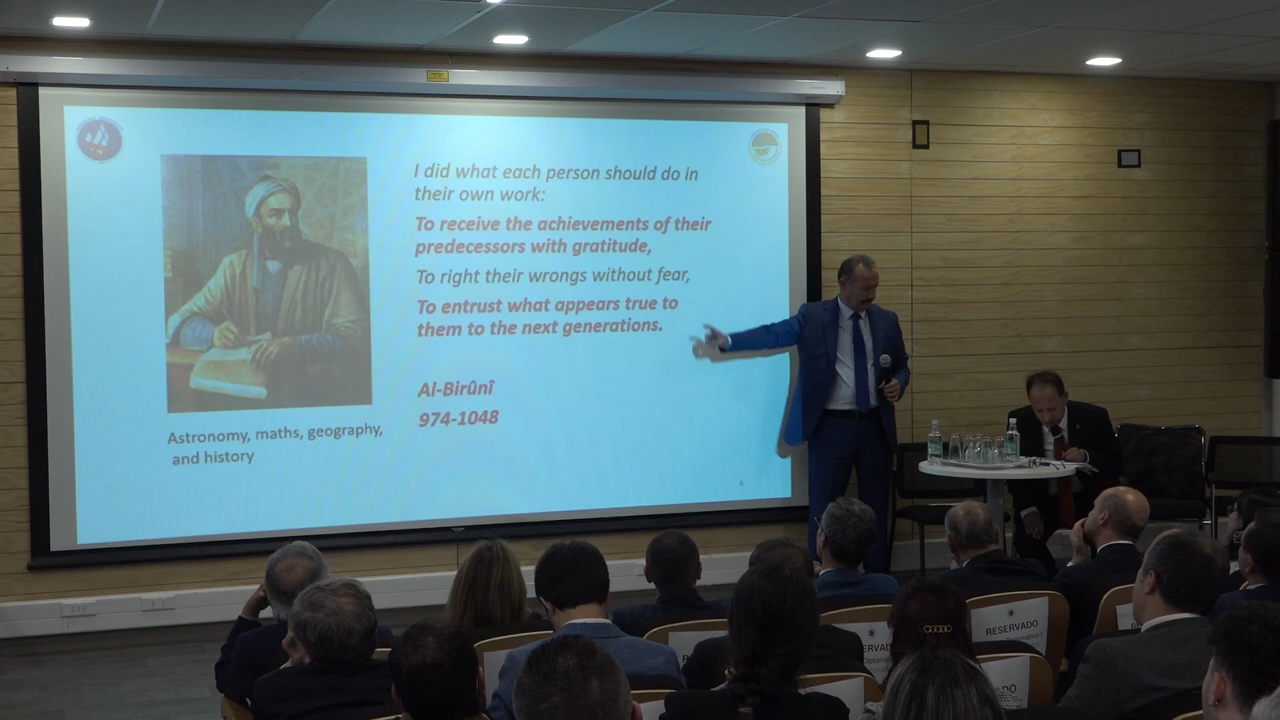 I did what each person should do in
their own work:
To receive the achievements of their
predecessors with gratitude,
To right their wrongs without fear,
To entrust what appears true to
them to the next generations.
Al-Birûnî
974-1048
Astronomy, maths, geography,
and history
RESERVADO